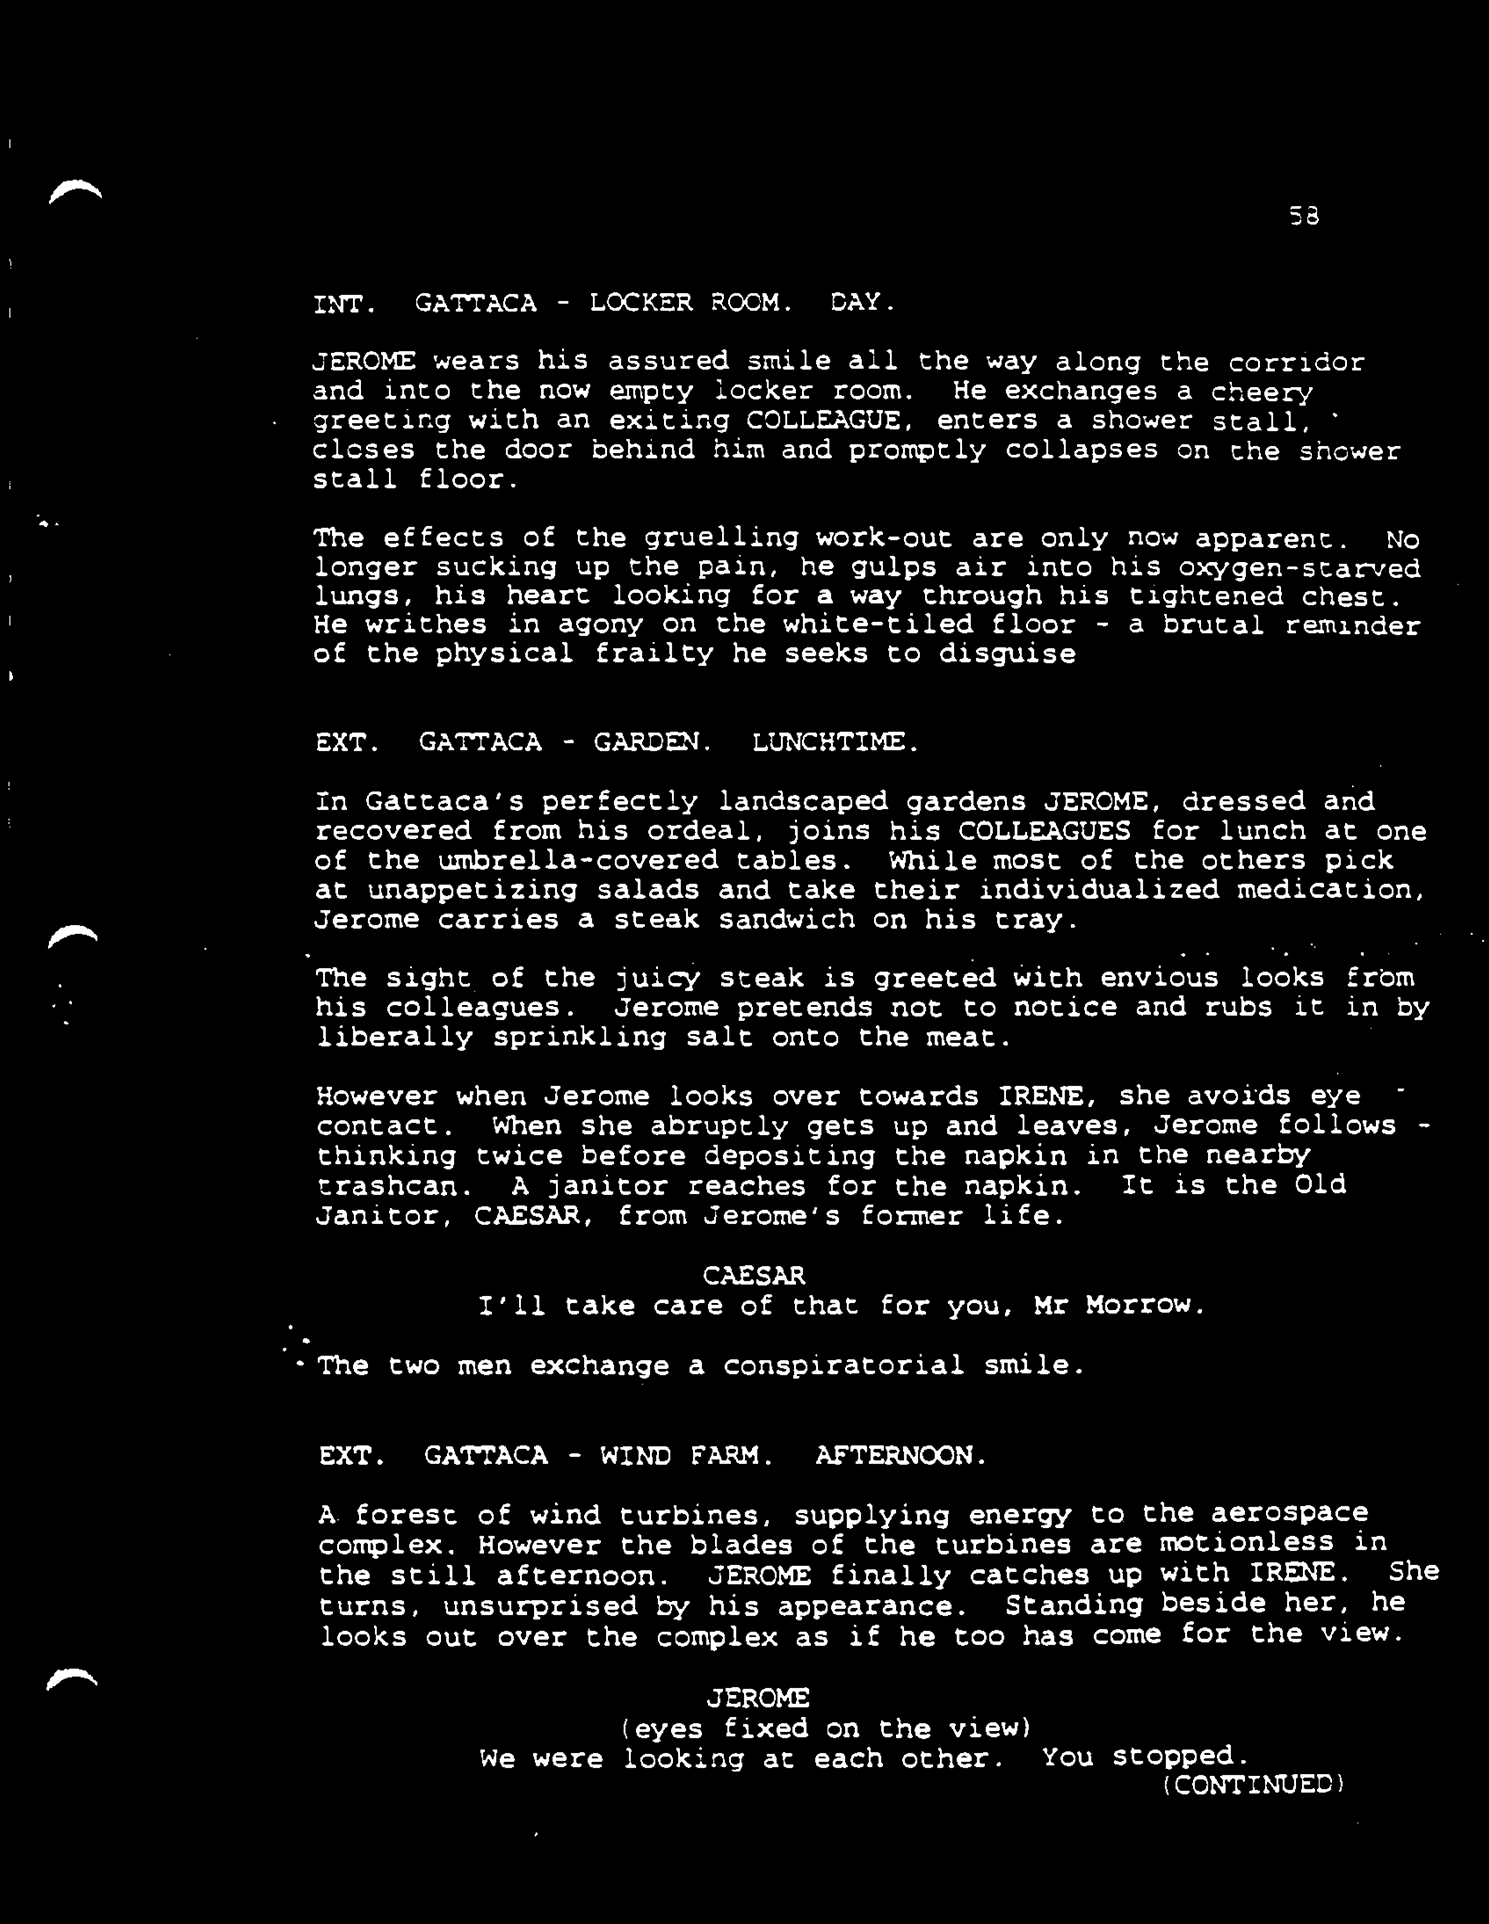 58
INT.  GATTACA - LOCKER ROOM.  DAY.
JEROME wears his assured smile all the way along the corridor
and into the now empty locker room.  He exchanges a cheery
greeting with an exiting COLLEAGUE, enters a shower stall,
closes the door behind him and promptly collapses on the shower
stall floor.
The effects of the gruelling work-out are only now apparent.  No
longer sucking up the pain, he gulps air into his oxygen-starved
lungs, his heart looking for a way through his tightened chest.
He writhes in agony on the white-tiled floor - a brutal reminder
of the physical frailty he seeks to disguise
EXT.  GATTACA - GARDEN.  LUNCHTIME.
In Gattaca's perfectly landscaped gardens JEROME, dressed and
recovered from his ordeal, joins his COLLEAGUES for lunch at one
of the umbrella-covered tables.  While most of the others pick
at unappetizing salads and take their individualized medication,
Jerome carries a steak sandwich on his tray.
The sight of the juicy steak is greeted with envious looks from
his colleagues.  Jerome pretends not to notice and rubs it in by
liberally sprinkling salt onto the meat.
However when Jerome looks over towards IRENE, she avoids eye
contact.  When she abruptly gets up and leaves, Jerome follows -
thinking twice before depositing the napkin in the nearby
trashcan.  A janitor reaches for the napkin.  It is the Old
Janitor, CAESAR, from Jerome's former life.
CAESAR
I'll take care of that for you, Mr Morrow.
The two men exchange a conspiratorial smile.
EXT.  GATTACA - WIND FARM.  AFTERNOON.
A forest of wind turbines, supplying energy to the aerospace
complex. However the blades of the turbines are motionless in
the still afternoon.  JEROME finally catches up with IRENE.  She
turns, unsurprised by his appearance.  Standing beside her, he
looks out over the complex as if he too has come for the view.
JEROME
(eyes fixed on the view)
We were looking at each other.  You stopped.
(CONTINUED)